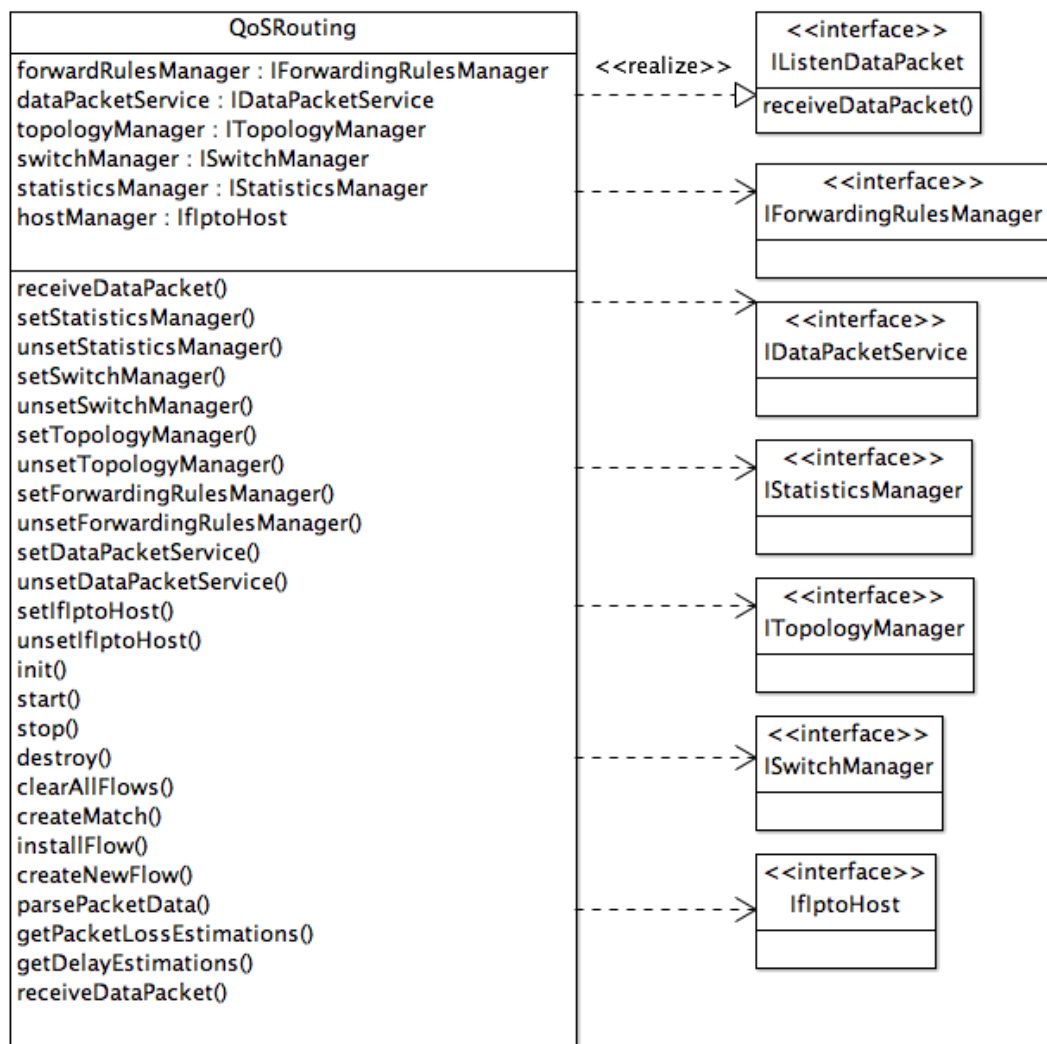 QoSRouting
forwardRulesManager : IForwardingRulesManager
dataPacketService : IDataPacketService
topologyManager : ITopologyManager
switchManager : ISwitchManager
statisticsManager : IStatisticsManager
hostManager : IfIptoHost
receiveDataPacket()
setStatisticsManager()
unsetStatisticsManager()
setSwitchManager()
unsetSwitchManager()
setTopologyManager()
unsetTopologyManager()
setForwardingRulesManager()
unsetForwardingRulesManager()
setDataPacketService()
unsetDataPacketService()
setIfIptoHost()
unsetIfIptoHost()
init()
start()
stop()
destroy()
clearAllFlows()
createMatch()
installFlow()
createNewFlow()
parsePacketData()
getPacketLossEstimations()
getDelayEstimations()
receiveDataPacket()
<<realize>>
<<interface>>
IListenDataPacket
receiveDataPacket()
<<interface>>
IForwardingRulesManager
<<interface>>
IDataPacketService
<<interface>>
IStatisticsManager
<<interface>>
ITopologyManager
<<interface>>
ISwitchManager
<<interface>>
IfIptoHost